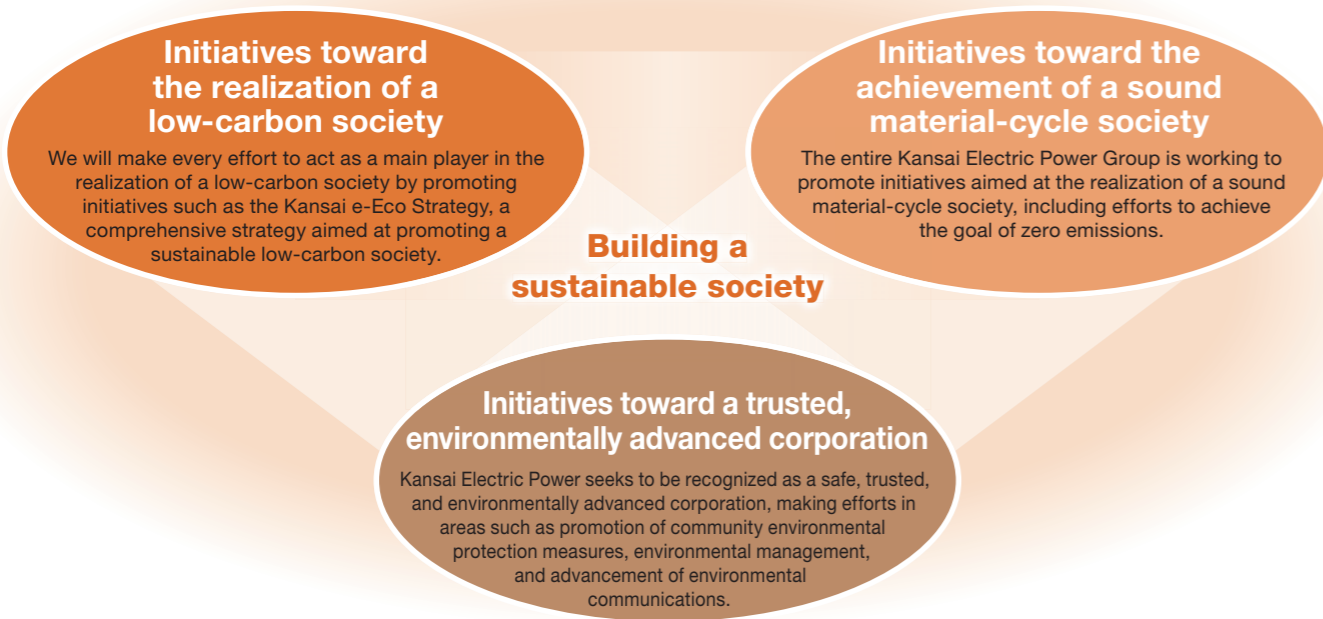 Initiatives toward
the realization of a
low-carbon society
We will make every effort to act as a main player in the
realization of a low-carbon society by promoting
initiatives such as the Kansai e-Eco Strategy, a
comprehensive strategy aimed at promoting a
sustainable low-carbon society.
Initiatives toward the
achievement of a sound
material-cycle society
The entire Kansai Electric Power Group is working to
promote initiatives aimed at the realization of a sound
material-cycle society, including efforts to achieve
the goal of zero emissions.
Building a
sustainable society
Initiatives toward a trusted,
environmentally advanced corporation
Kansai Electric Power seeks to be recognized as a safe, trusted,
and environmentally advanced corporation, making efforts in
areas such as promotion of community environmental
protection measures, environmental management,
and advancement of environmental
communications.